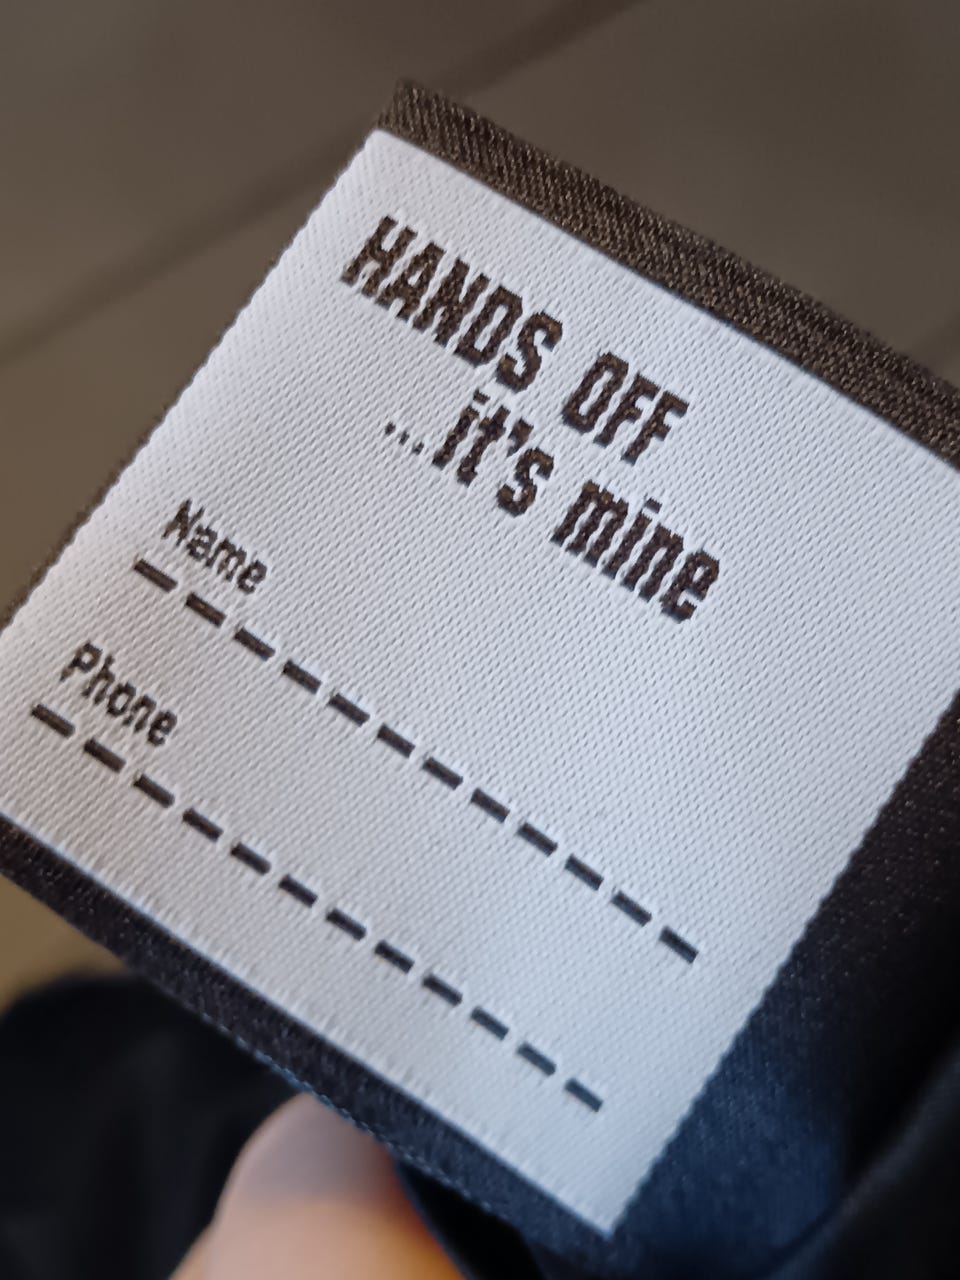 HANDS OFF
...it's mine
Name
Phone